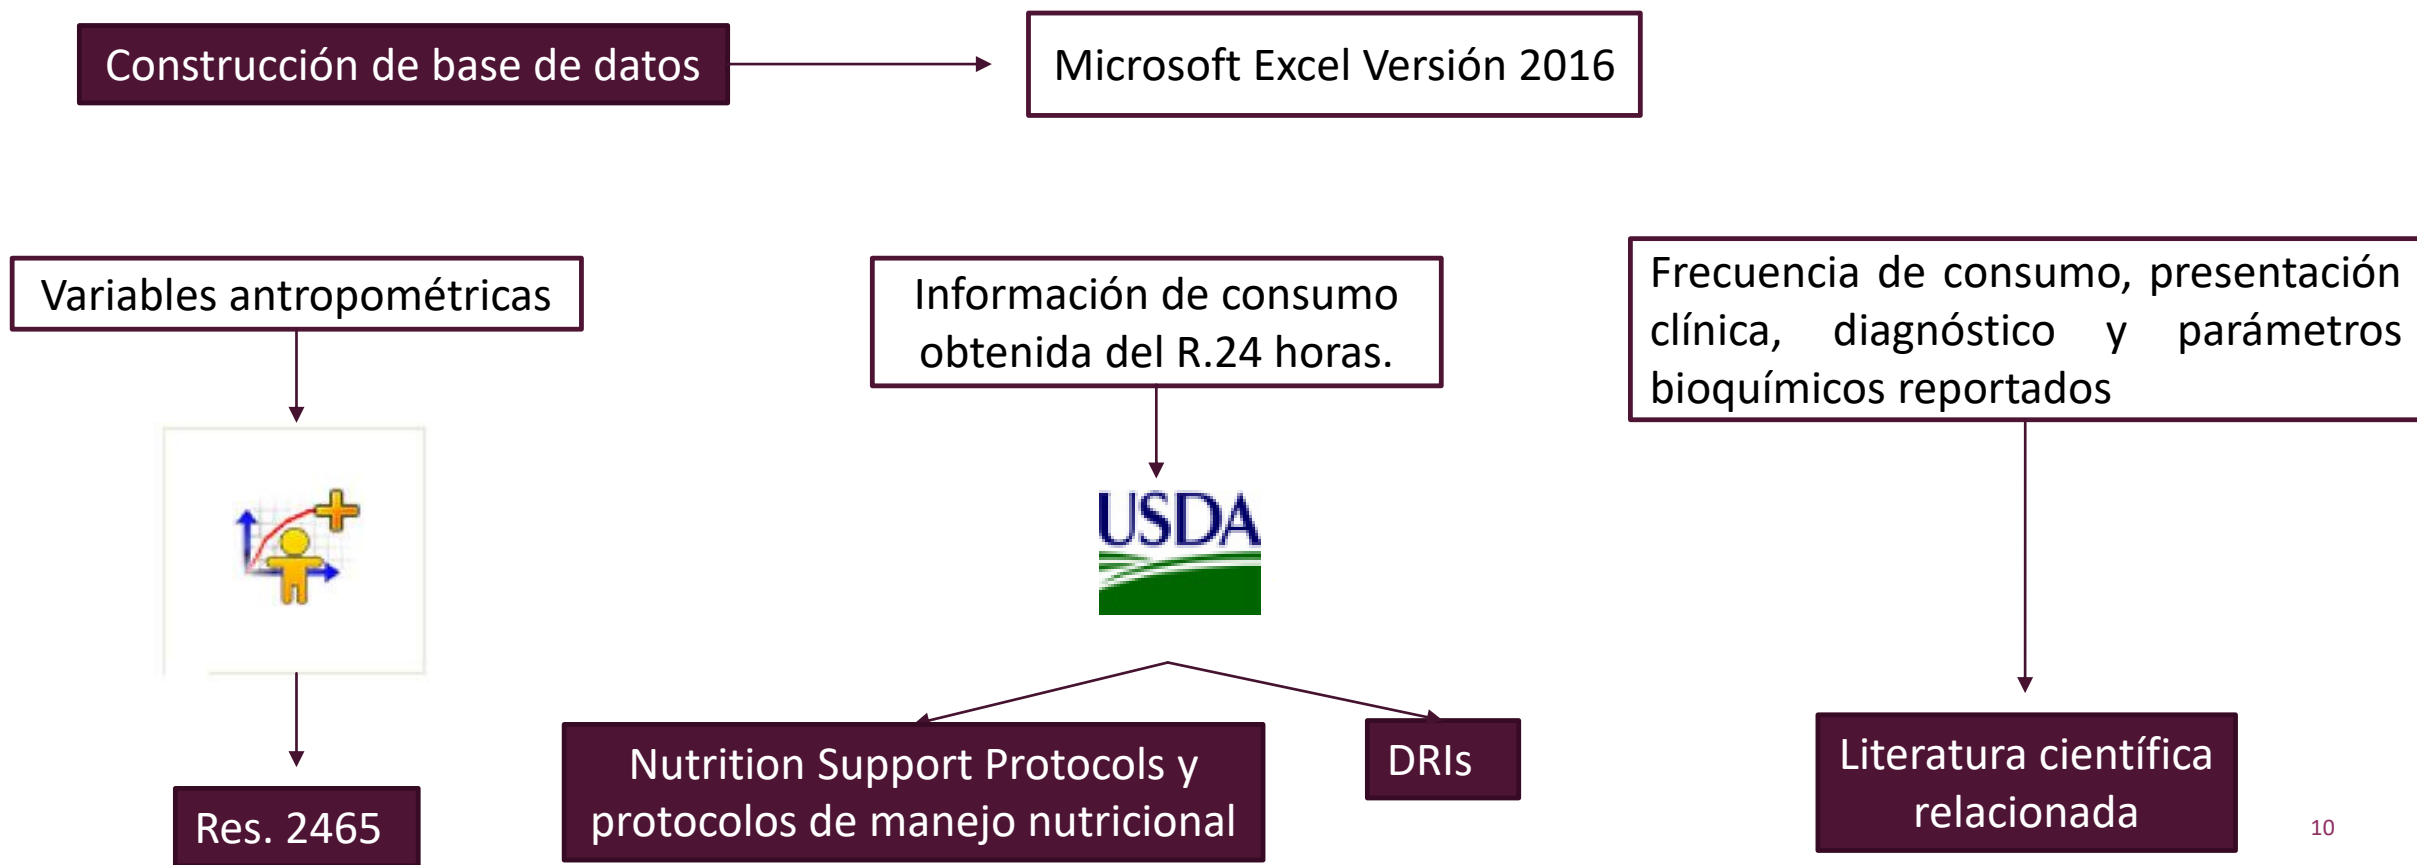 Construcción de base de datos
Microsoft Excel Versión 2016
Variables antropométricas
Información de consumo
obtenida del R.24 horas.
Frecuencia de consumo, presentación
clínica, diagnóstico y parámetros
bioquímicos reportados
USDA
Nutrition Support Protocols y
protocolos de manejo nutricional
DRIs
Res. 2465
Literatura científica
relacionada
10